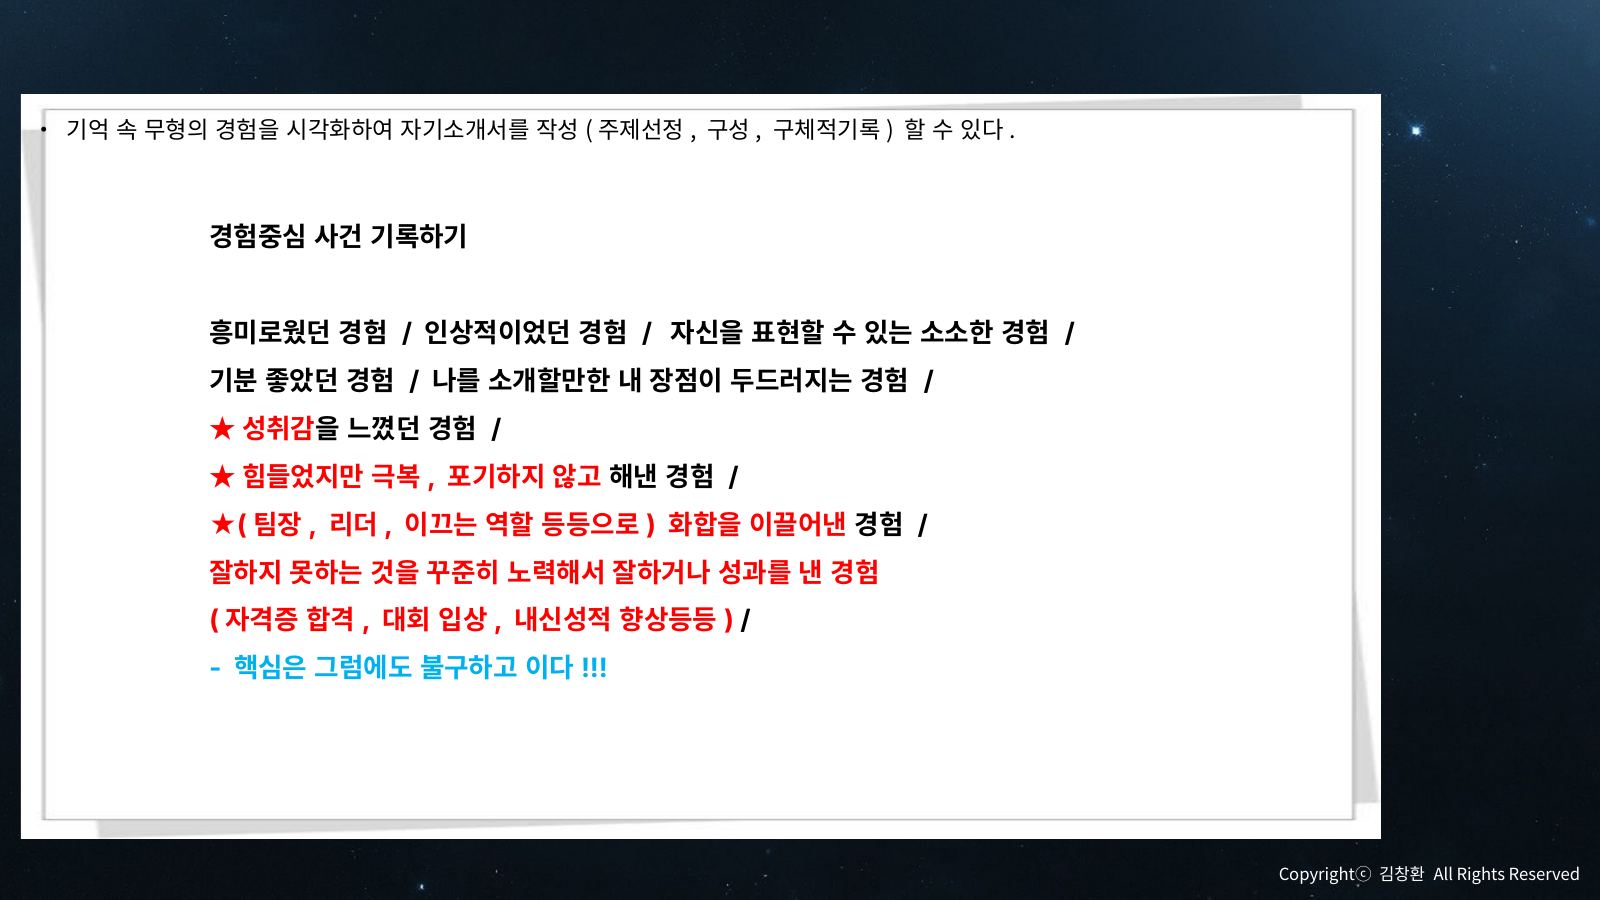 • 기억 속 무형의 경험을 시각화하여 자기소개서를 작성 ( 주제선정 , 구성 , 구체적기록 ) 할 수 있다 .
경험중심 사건 기록하기
흥미로웠던 경험 / 인상적이었던 경험 / 자신을 표현할 수 있는 소소한 경험 /
기분 좋았던 경험 / 나를 소개할만한 내 장점이 두드러지는 경험 /
★ 성취감을 느꼈던 경험 /
★ 힘들었지만 극복 , 포기하지 않고 해낸 경험 /
★( 팀장 , 리더 , 이끄는 역할 등등으로 ) 화합을 이끌어낸 경험 /
잘하지 못하는 것을 꾸준히 노력해서 잘하거나 성과를 낸 경험
( 자격증 합격 , 대회 입상 , 내신성적 향상등등 ) /
- 핵심은 그럼에도 불구하고 이다 !!!
Copyrightⓒ 김창환 All Rights Reserved